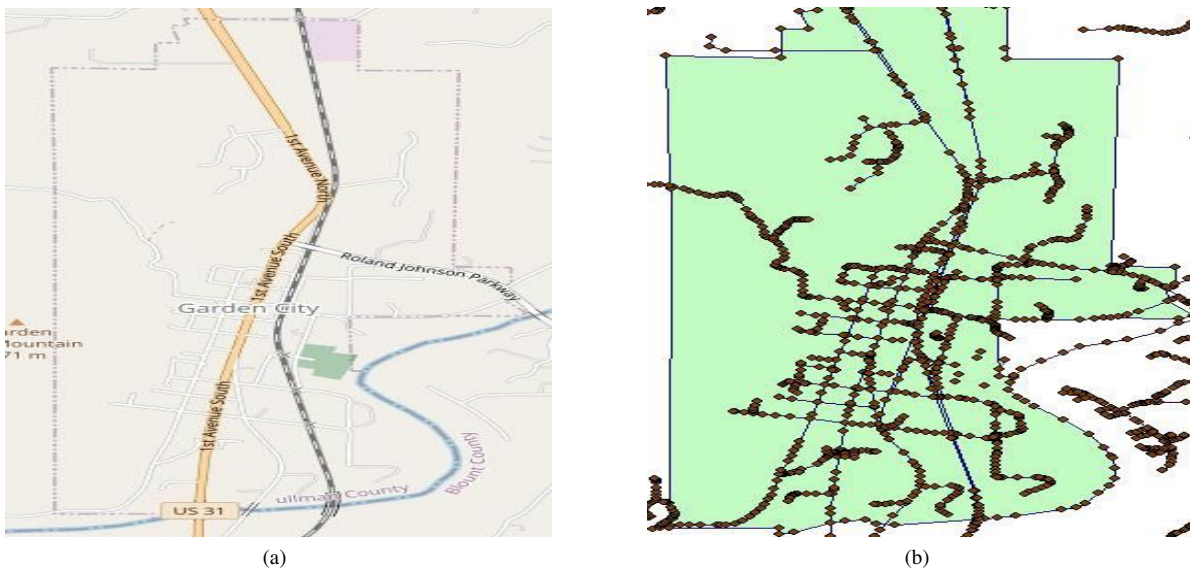 1st Avenue North
1st Avenue South
Roland Johnson Parkway
Garden City
arden
Mountain
71 m
1st Avenue South
Blount County
ullman County
US 31
(a)
(b)